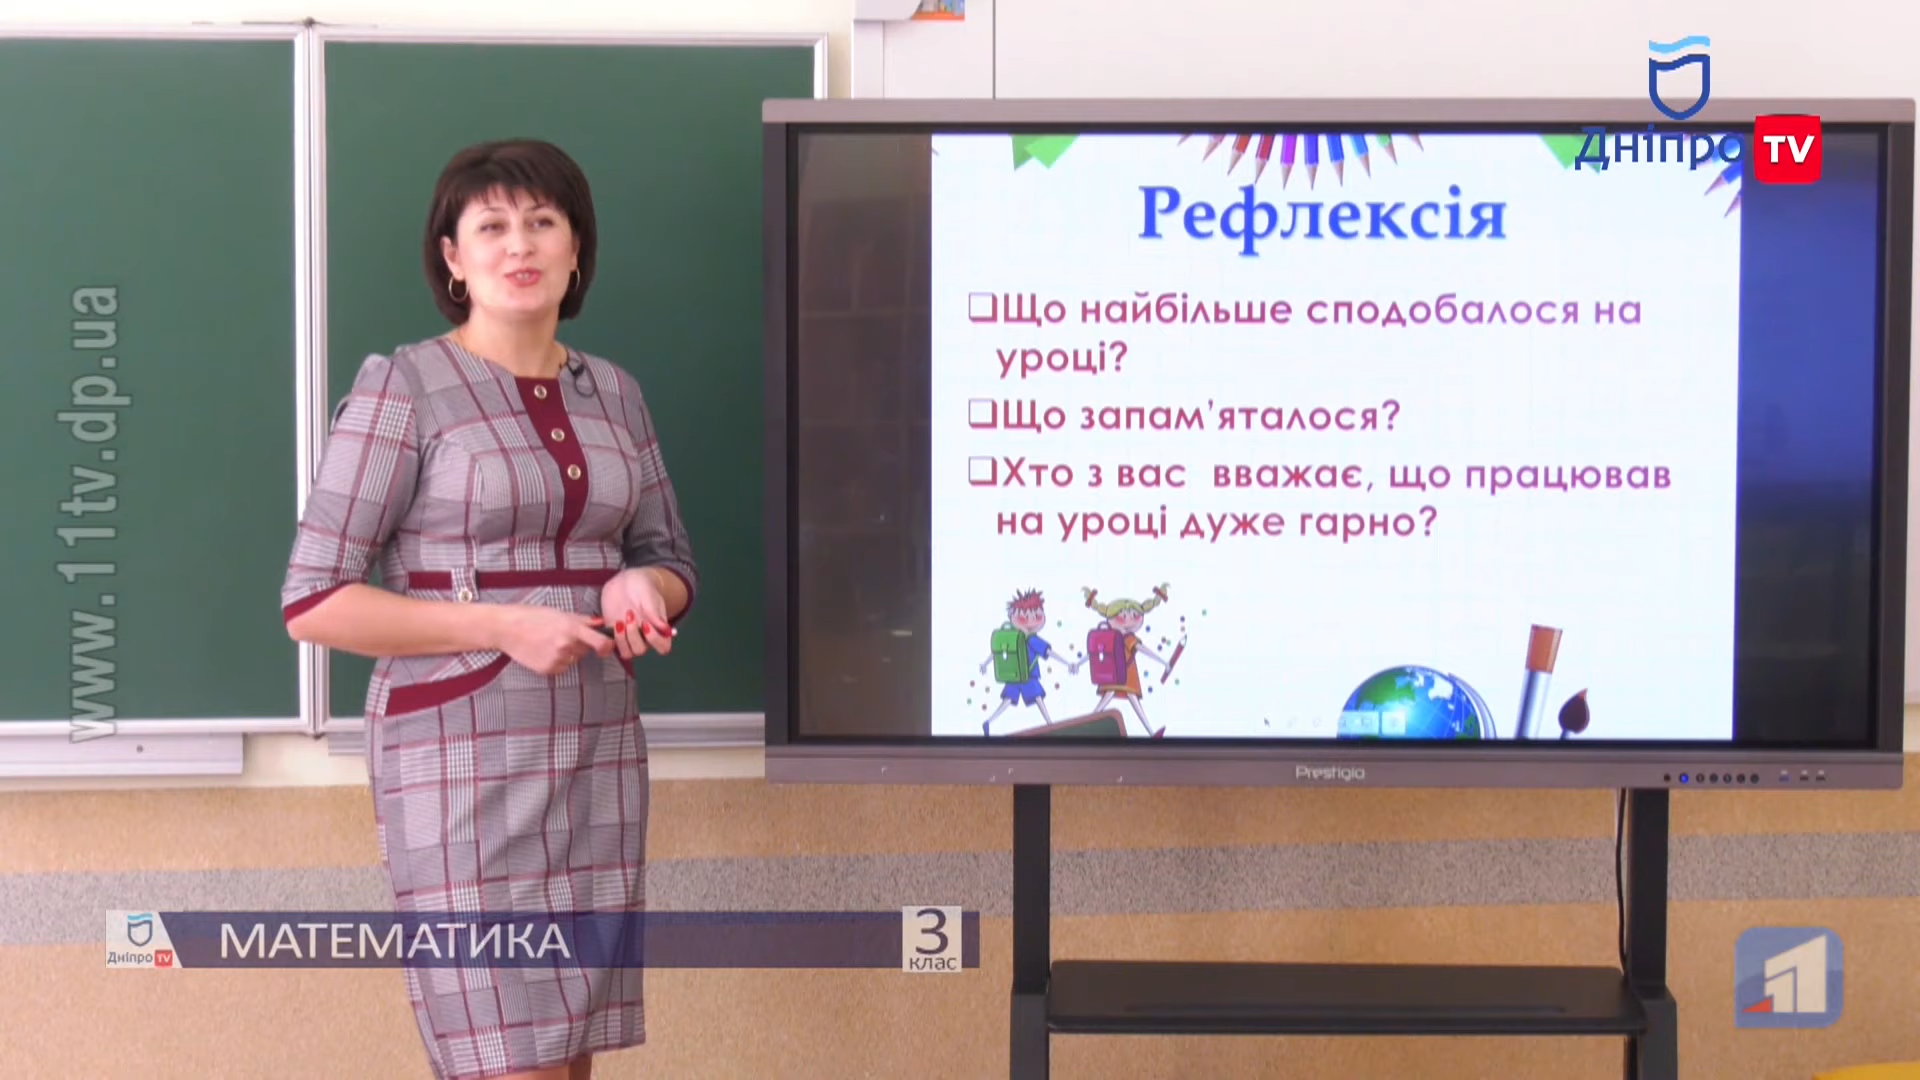 Дніпро TV
Рефлексія
Що найбільше сподобалося на
уроці?
Що запам’яталося?
Хто з вас вважає, що працював
на уроці дуже гарно?
www.11tv.dp.ua
Prestigio
Дніпро TV
МАТЕМАТИКА
3
клас
11